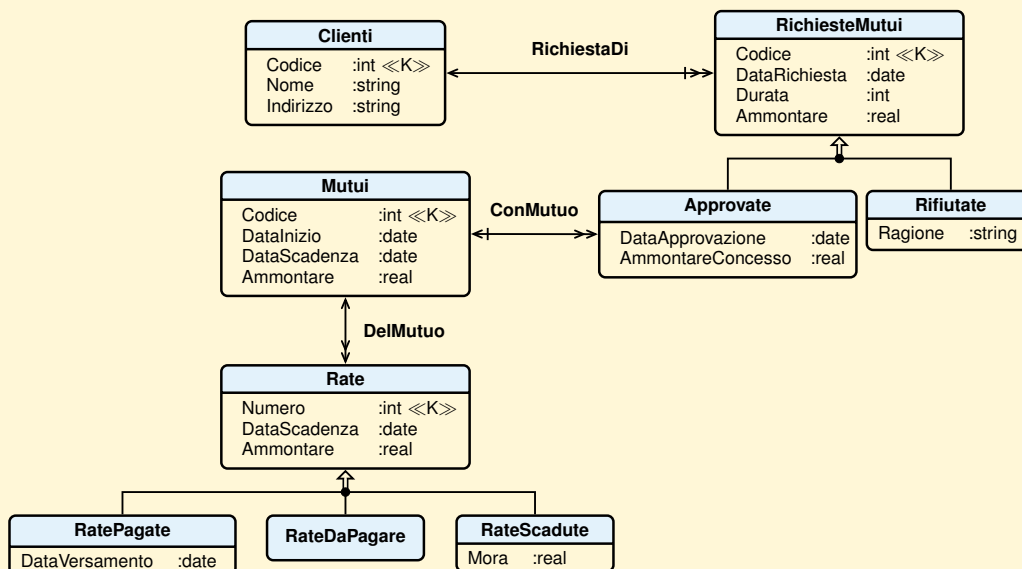 Clienti
Codice :int ≪K≫
Nome :string
Indirizzo :string
RichiestaDi
RichiesteMutui
Codice :int ≪K≫
DataRichiesta :date
Durata :int
Ammontare :real
Mutui
Codice :int ≪K≫
DataInizio :date
DataScadenza :date
Ammontare :real
ConMutuo
Approvate
DataApprovazione :date
AmmontareConcesso :real
Rifiutate
Ragione :string
DelMutuo
Rate
Numero :int ≪K≫
DataScadenza :date
Ammontare :real
RatePagate
DataVersamento :date
RateDaPagare
RateScadute
Mora :real